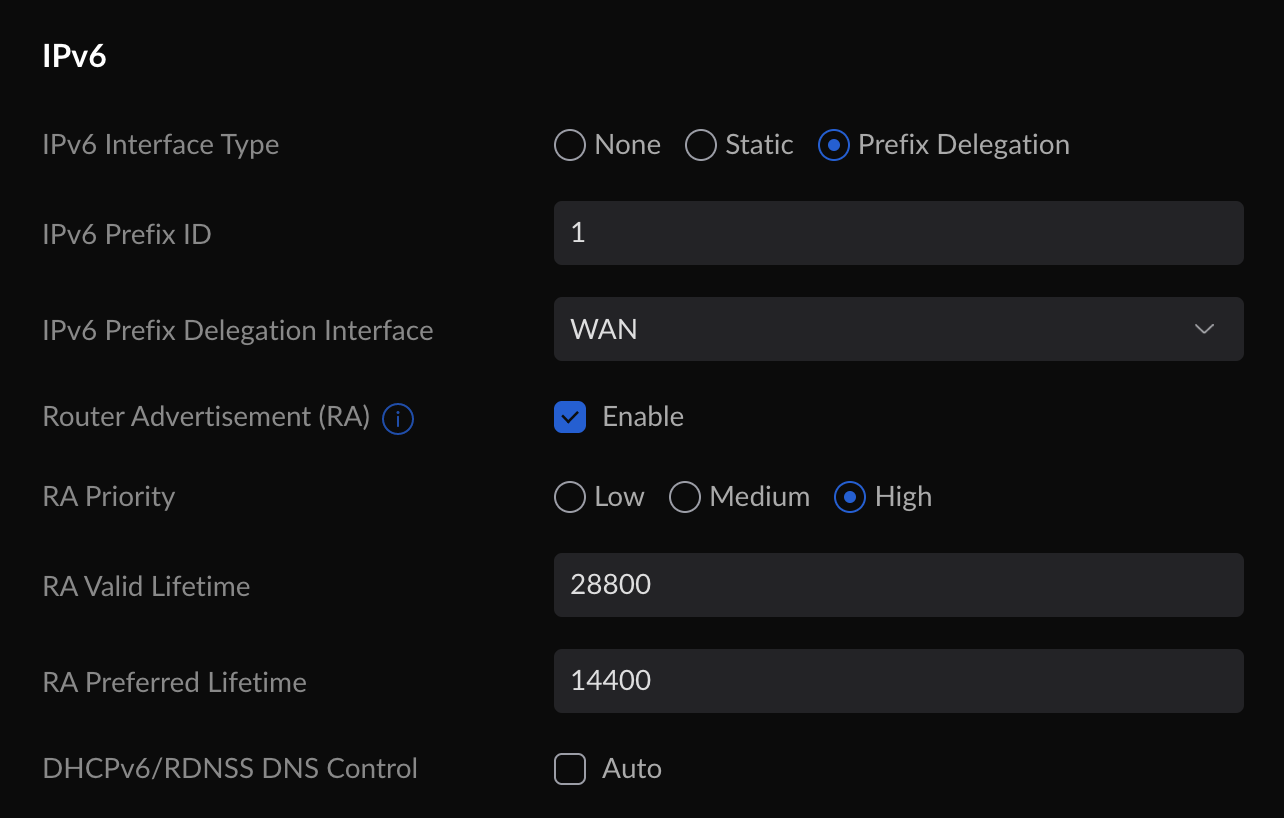 IPv6
IPv6 Interface Type None Static Prefix Delegation
IPv6 Prefix ID 1
IPv6 Prefix Delegation Interface WAN
Router Advertisement (RA) i Enable
RA Priority Low Medium High
RA Valid Lifetime 28800
RA Preferred Lifetime 14400
DHCPv6/RDNSS DNS Control Auto